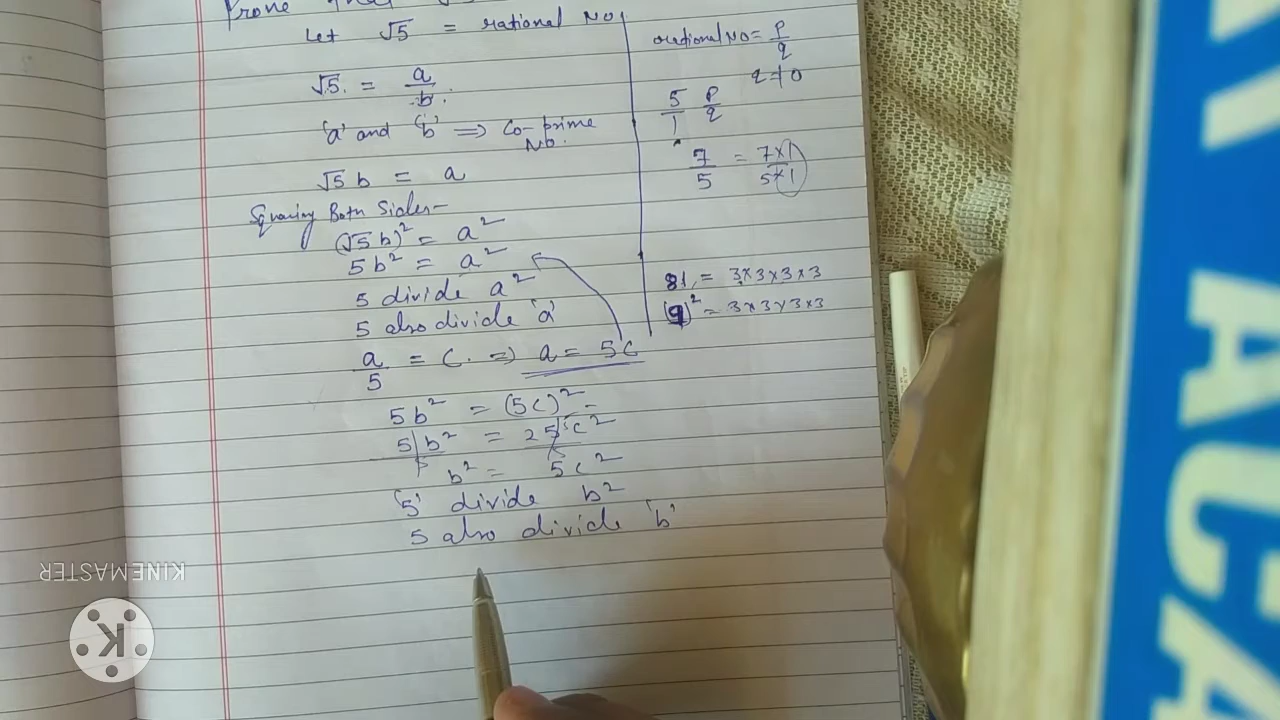 Prove that √5
Let √5 = rational No.
√5 = a/b
'a' and 'b' ⇒ Co-prime No.
√5 b = a
Squaring Both Sides-
(√5 b)² = a²
5b² = a²
5 divide a²
5 also divide 'a'
a/5 = c ⇒ a = 5c
5b² = (5c)²
5b² = 25c²
b² = 5c²
'5' divide b²
5 also divide 'b'
rational No = P/q
q ≠ 0
5/1 P/q
7/5 = 7×1/5×1
81 = 3×3×3×3
(9)² = 3×3×3×3
KINEMASTER
K